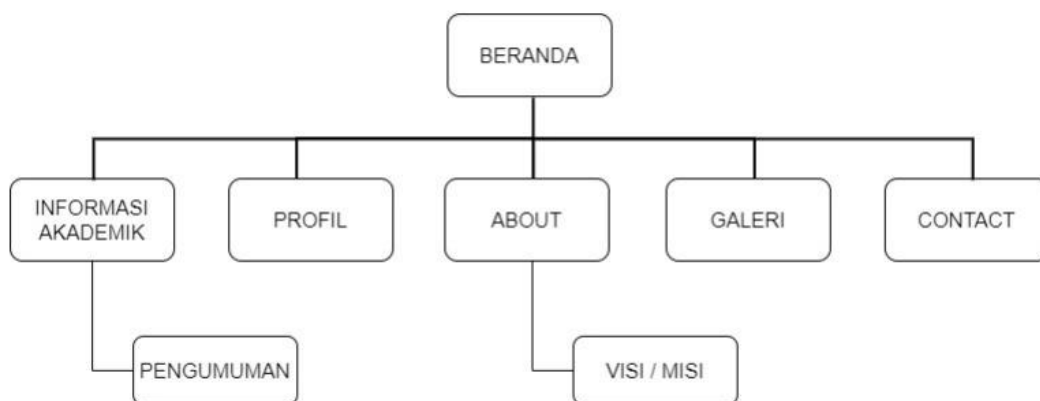 BERANDA
INFORMASI
AKADEMIK
PROFIL
ABOUT
GALERI
CONTACT
PENGUMUMAN
VISI / MISI